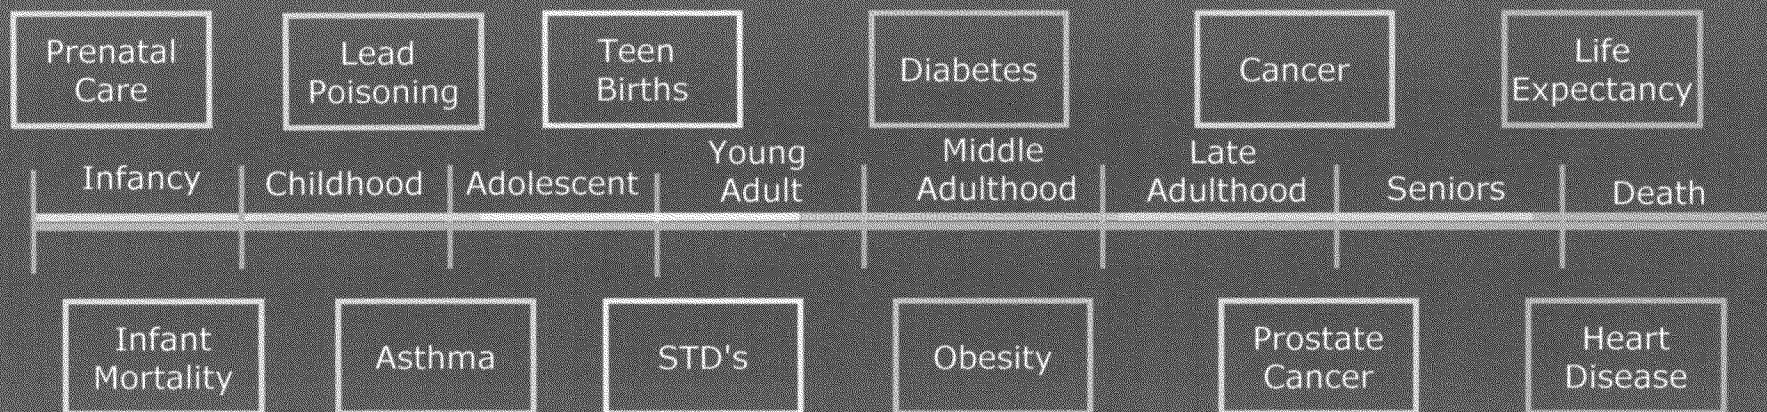 Prenatal
Care
Lead
Poisoning
Teen
Births
Diabetes
Cancer
Life
Expectancy
Infancy
Childhood
Adolescent
Young
Adult
Middle
Adulthood
Late
Adulthood
Seniors
Death
Infant
Mortality
Asthma
STD's
Obesity
Prostate
Cancer
Heart
Disease